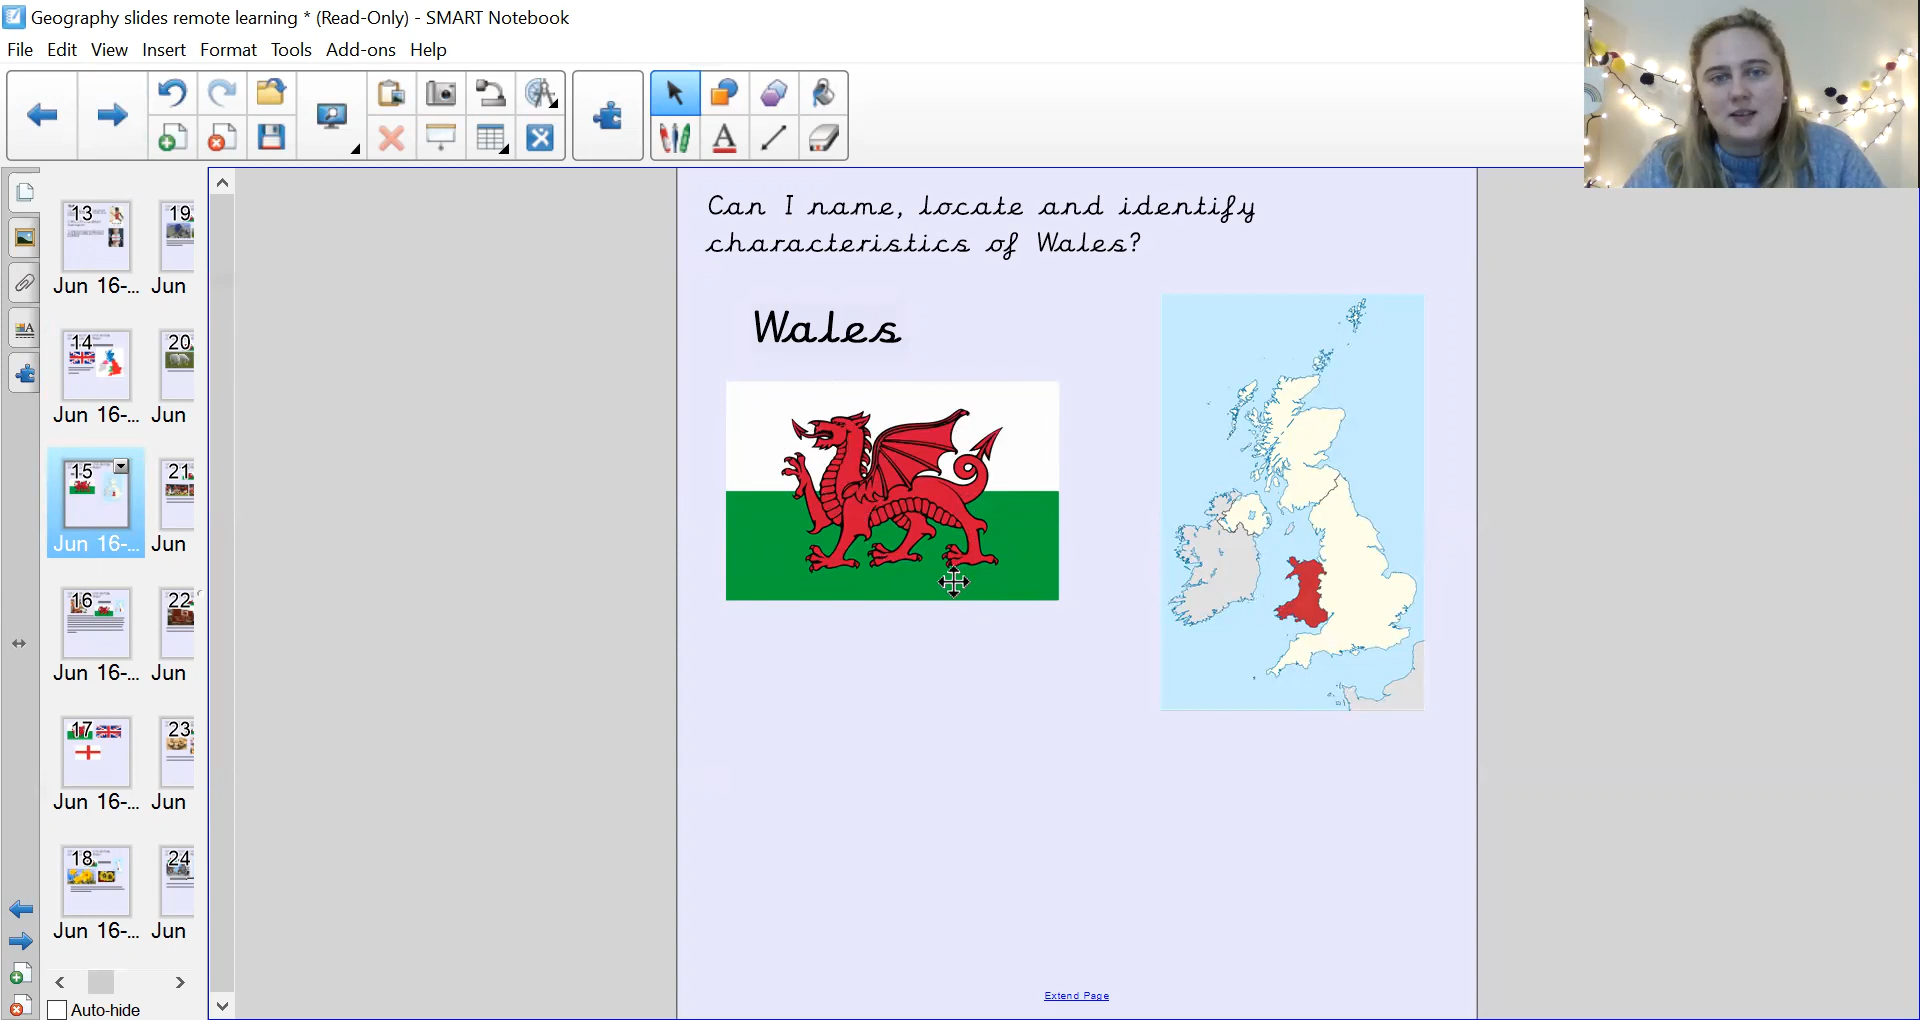 Geography slides remote learning * (Read-Only) - SMART Notebook
File Edit View Insert Format Tools Add-ons Help
Can I name, locate and identify
characteristics of Wales?
Wales
13 19
Jun 16-... Jun
14 20
Jun 16-... Jun
15 21
Jun 16-... Jun
16 22
Jun 16-... Jun
17 23
Jun 16-... Jun
18 24
Jun 16-... Jun
Auto-hide
Extend Page